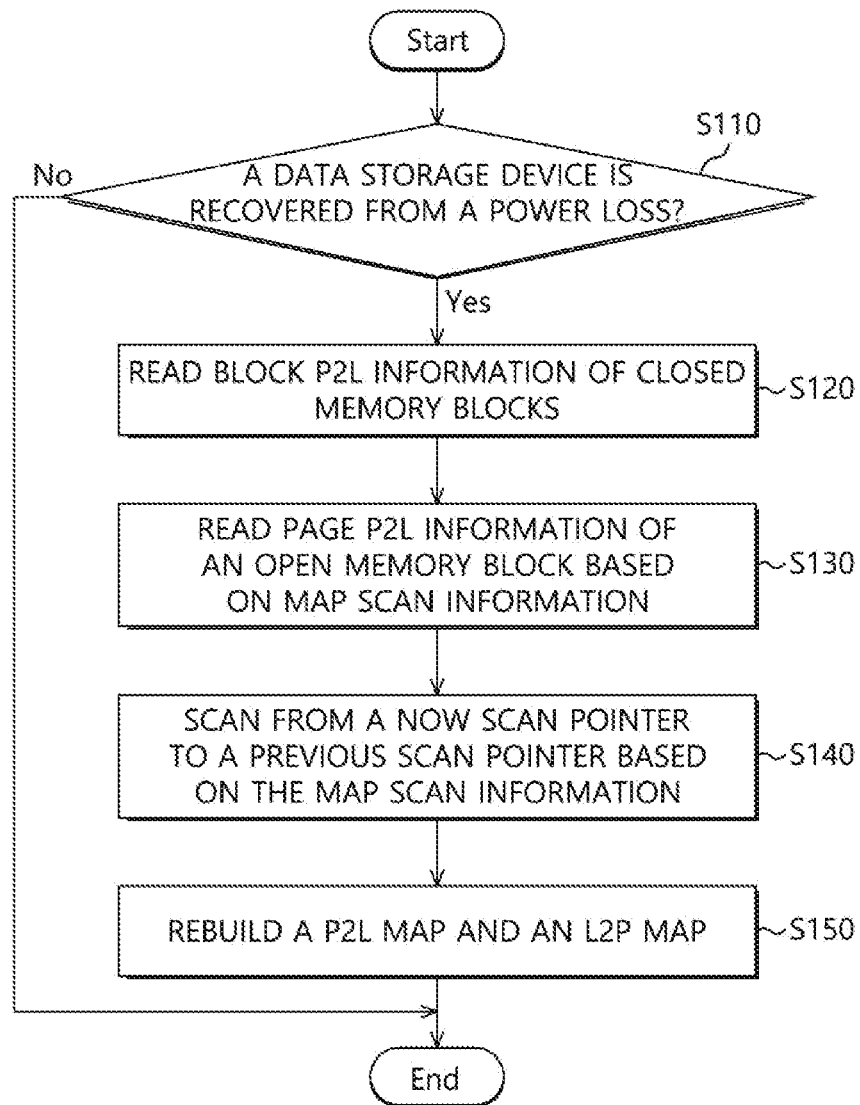 Start
S110
No
A DATA STORAGE DEVICE IS
RECOVERED FROM A POWER LOSS?
Yes
READ BLOCK P2L INFORMATION OF CLOSED
MEMORY BLOCKS
S120
READ PAGE P2L INFORMATION OF
AN OPEN MEMORY BLOCK BASED
ON MAP SCAN INFORMATION
S130
SCAN FROM A NOW SCAN POINTER
TO A PREVIOUS SCAN POINTER BASED
ON THE MAP SCAN INFORMATION
S140
REBUILD A P2L MAP AND AN L2P MAP
S150
End